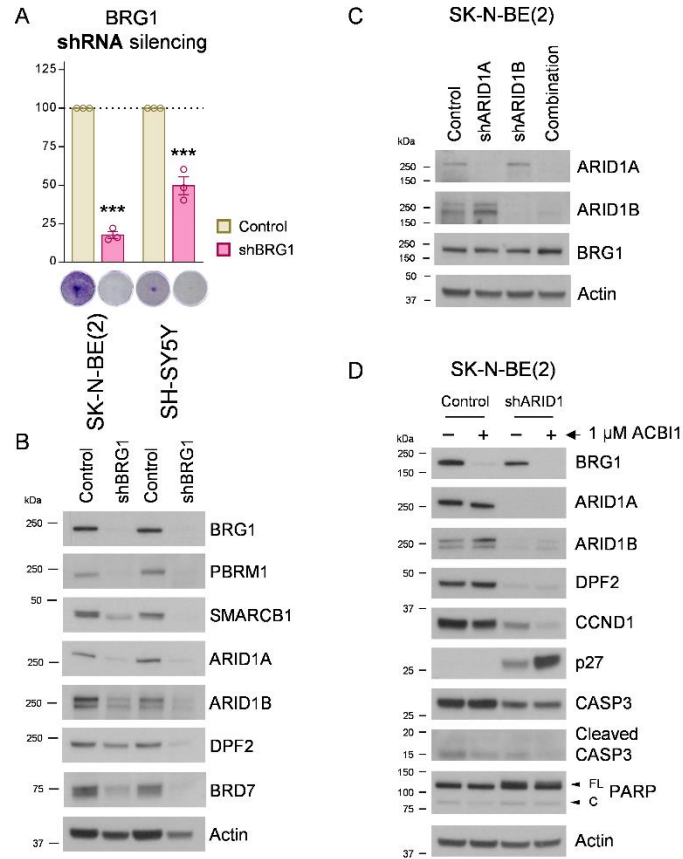 A
BRG1
shRNA silencing
125
100
75
50
25
0
***
***
Control
shBRG1
SK-N-BE(2)
SH-SY5Y
B
Control
shBRG1
Control
shBRG1
kDa
250
BRG1
250
PBRM1
50
SMARCB1
250
ARID1A
250
ARID1B
250
DPF2
75
BRD7
37
Actin
C
SK-N-BE(2)
Control
shARID1A
shARID1B
Combination
kDa
250
150
ARID1A
250
150
ARID1B
250
150
BRG1
50
37
Actin
D
SK-N-BE(2)
Control shARID1
− + − + 1 µM ACBI1
kDa
250
150
BRG1
250
ARID1A
250
ARID1B
50
DPF2
37
CCND1
25
p27
25
CASP3
20
15
Cleaved
CASP3
150
100
75
FL
PARP
C
37
Actin